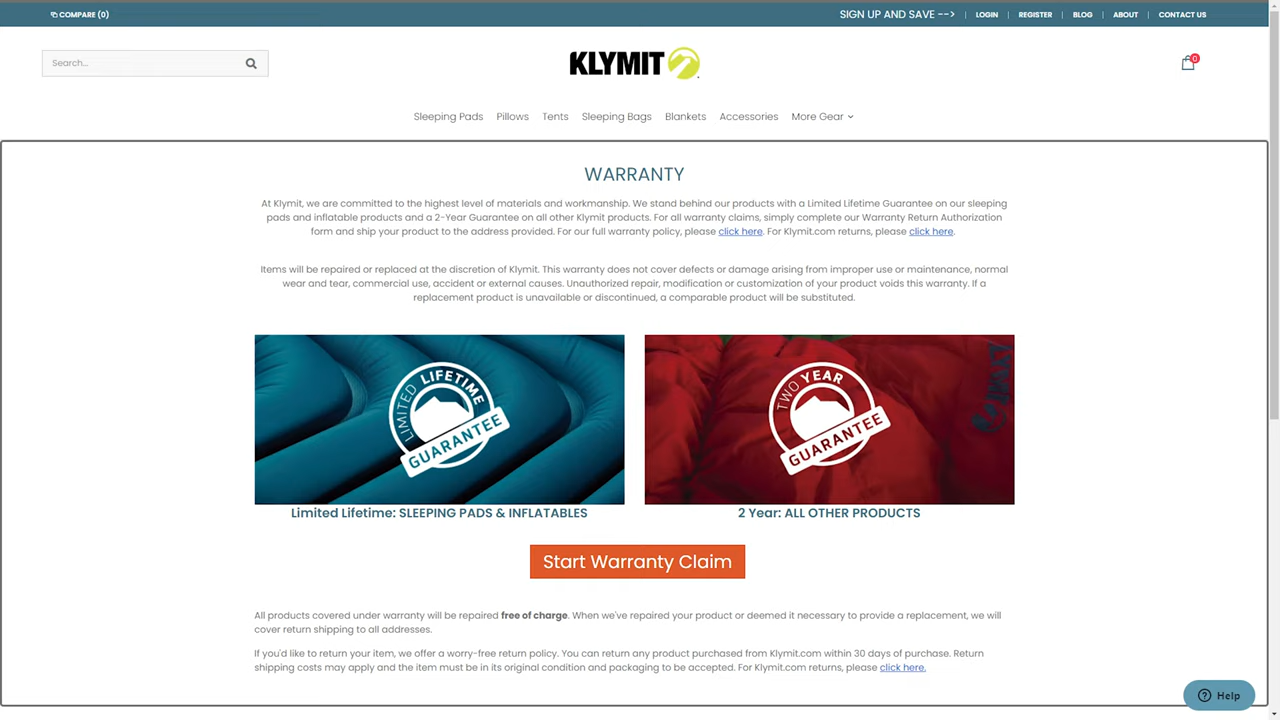 COMPARE (0)
SIGN UP AND SAVE --> LOGIN REGISTER BLOG ABOUT CONTACT US
Search...
KLYMIT
0
Sleeping Pads Pillows Tents Sleeping Bags Blankets Accessories More Gear
WARRANTY
At Klymit, we are committed to the highest level of materials and workmanship. We stand behind our products with a Limited Lifetime Guarantee on our sleeping
pads and inflatable products and a 2-Year Guarantee on all other Klymit products. For all warranty claims, simply complete our Warranty Return Authorization
form and ship your product to the address provided. For our full warranty policy, please click here. For Klymit.com returns, please click here.
Items will be repaired or replaced at the discretion of Klymit. This warranty does not cover defects or damage arising from improper use or maintenance, normal
wear and tear, commercial use, accident or external causes. Unauthorized repair, modification or customization of your product voids this warranty. If a
replacement product is unavailable or discontinued, a comparable product will be substituted.
LIMITED LIFETIME
GUARANTEE
TWO YEAR
GUARANTEE
KLYMIT
Limited Lifetime: SLEEPING PADS & INFLATABLES
2 Year: ALL OTHER PRODUCTS
Start Warranty Claim
All products covered under warranty will be repaired free of charge. When we've repaired your product or deemed it necessary to provide a replacement, we will
cover return shipping to all addresses.
If you'd like to return your item, we offer a worry-free return policy. You can return any product purchased from Klymit.com within 30 days of purchase. Return
shipping costs may apply and the item must be in its original condition and packaging to be accepted. For Klymit.com returns, please click here.
Help